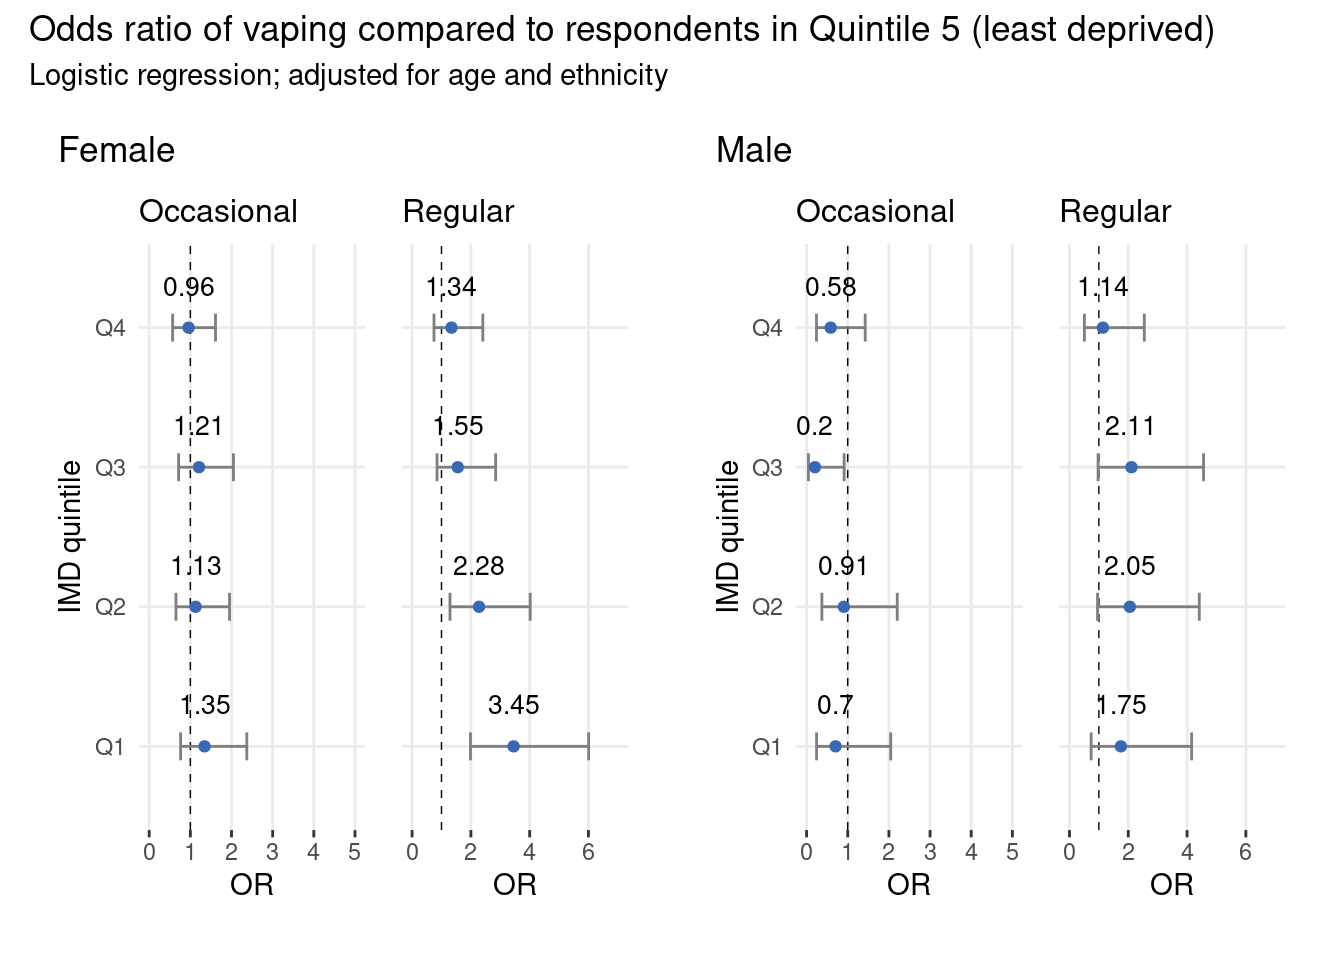 Odds ratio of vaping compared to respondents in Quintile 5 (least deprived)
Logistic regression; adjusted for age and ethnicity
Female
Male
Occasional
Regular
Occasional
Regular
0.96
1.34
0.58
1.14
Q4
Q4
1.21
1.55
0.2
2.11
Q3
Q3
IMD quintile
IMD quintile
1.13
2.28
0.91
2.05
Q2
Q2
1.35
3.45
0.7
1.75
Q1
Q1
0 1 2 3 4 5
0 2 4 6
0 1 2 3 4 5
0 2 4 6
OR
OR
OR
OR